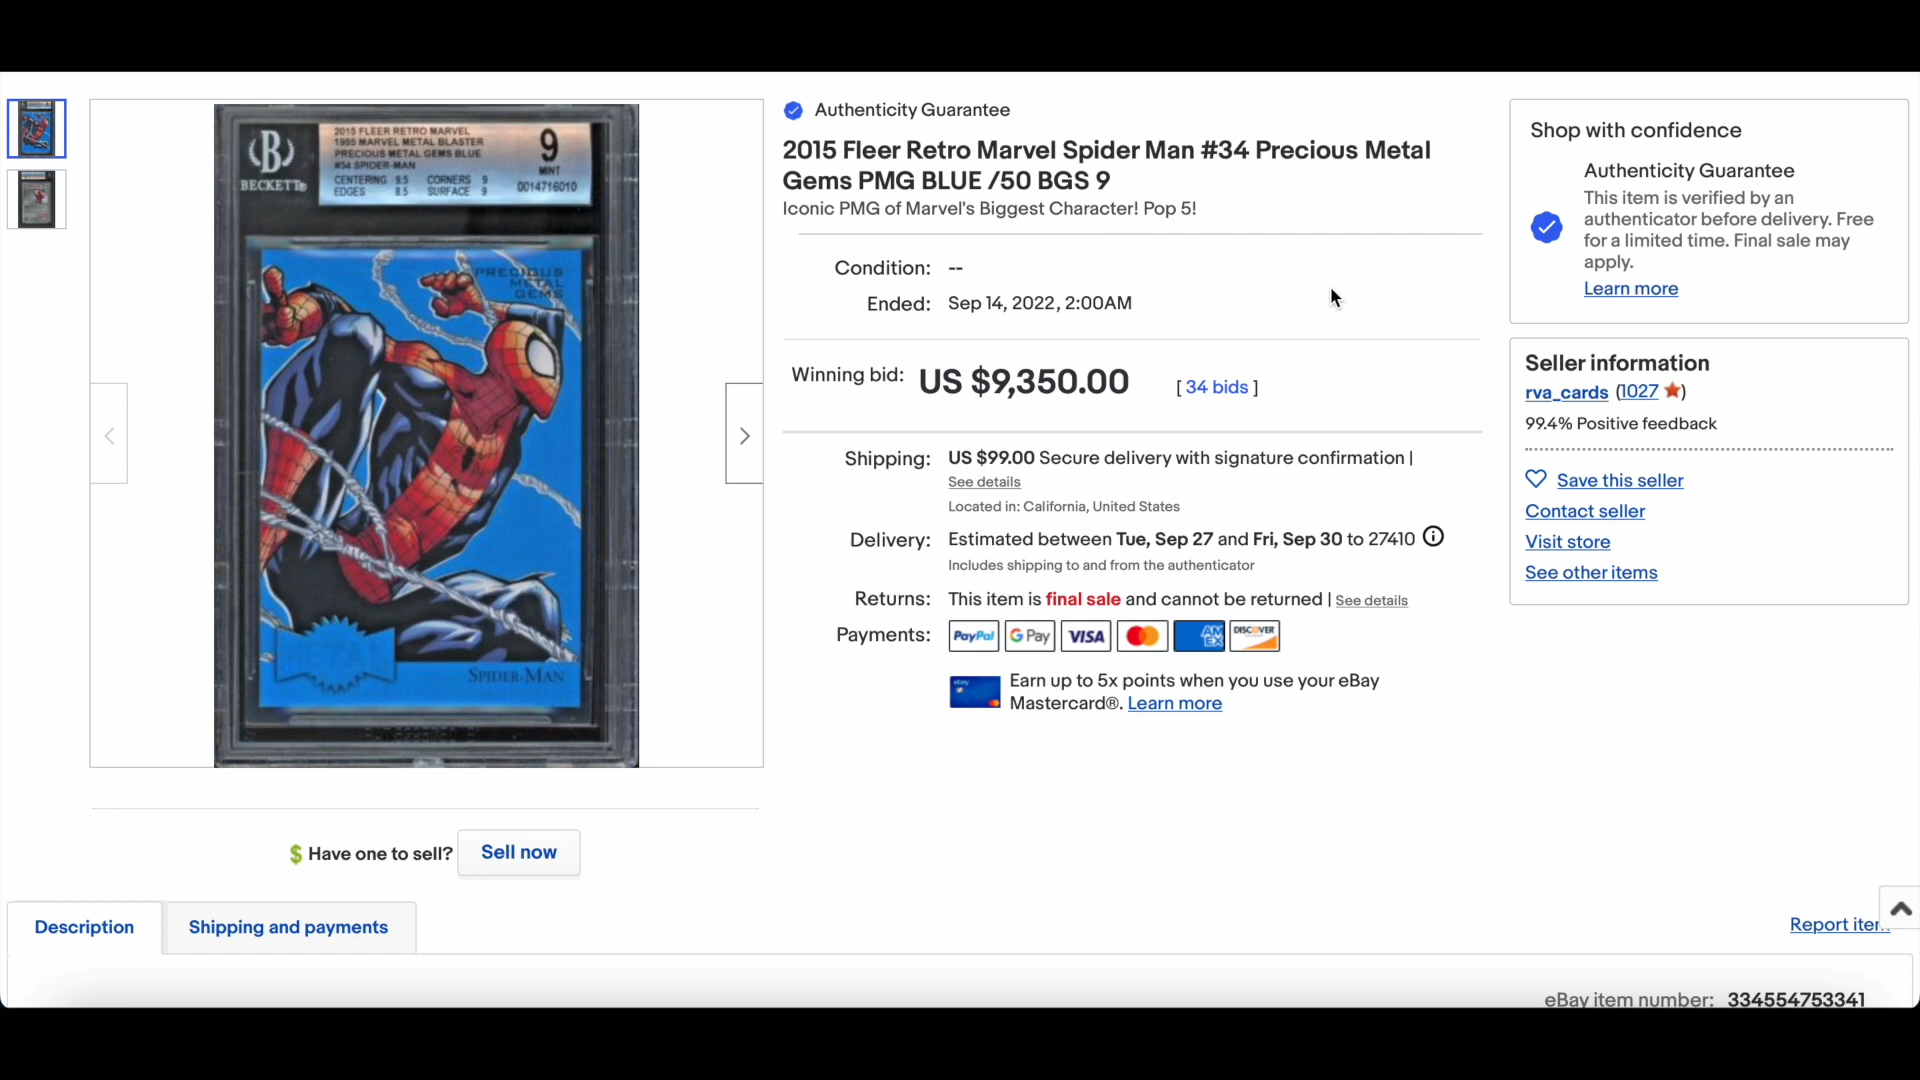 BECKETT®
2015 FLEER RETRO MARVEL
1995 MARVEL METAL BLASTER
PRECIOUS METAL GEMS BLUE
#34 SPIDER-MAN
CENTERING 9.5 CORNERS 9
EDGES 8.5 SURFACE 9
9
MINT
0014716010
PRECIOUS
METAL
GEMS
METAL
SPIDER-MAN
Have one to sell? Sell now
Authenticity Guarantee
2015 Fleer Retro Marvel Spider Man #34 Precious Metal
Gems PMG BLUE /50 BGS 9
Iconic PMG of Marvel's Biggest Character! Pop 5!
Condition: --
Ended: Sep 14, 2022, 2:00AM
Winning bid: US $9,350.00 [ 34 bids ]
Shipping: US $99.00 Secure delivery with signature confirmation |
See details
Located in: California, United States
Delivery: Estimated between Tue, Sep 27 and Fri, Sep 30 to 27410
Includes shipping to and from the authenticator
Returns: This item is final sale and cannot be returned | See details
Payments: PayPal G Pay VISA AM EX DISCOVER
Earn up to 5x points when you use your eBay
Mastercard®. Learn more
Shop with confidence
Authenticity Guarantee
This item is verified by an
authenticator before delivery. Free
for a limited time. Final sale may
apply.
Learn more
Seller information
rva_cards (1027)
99.4% Positive feedback
Save this seller
Contact seller
Visit store
See other items
Description
Shipping and payments
Report item
eBay item number: 334554753341